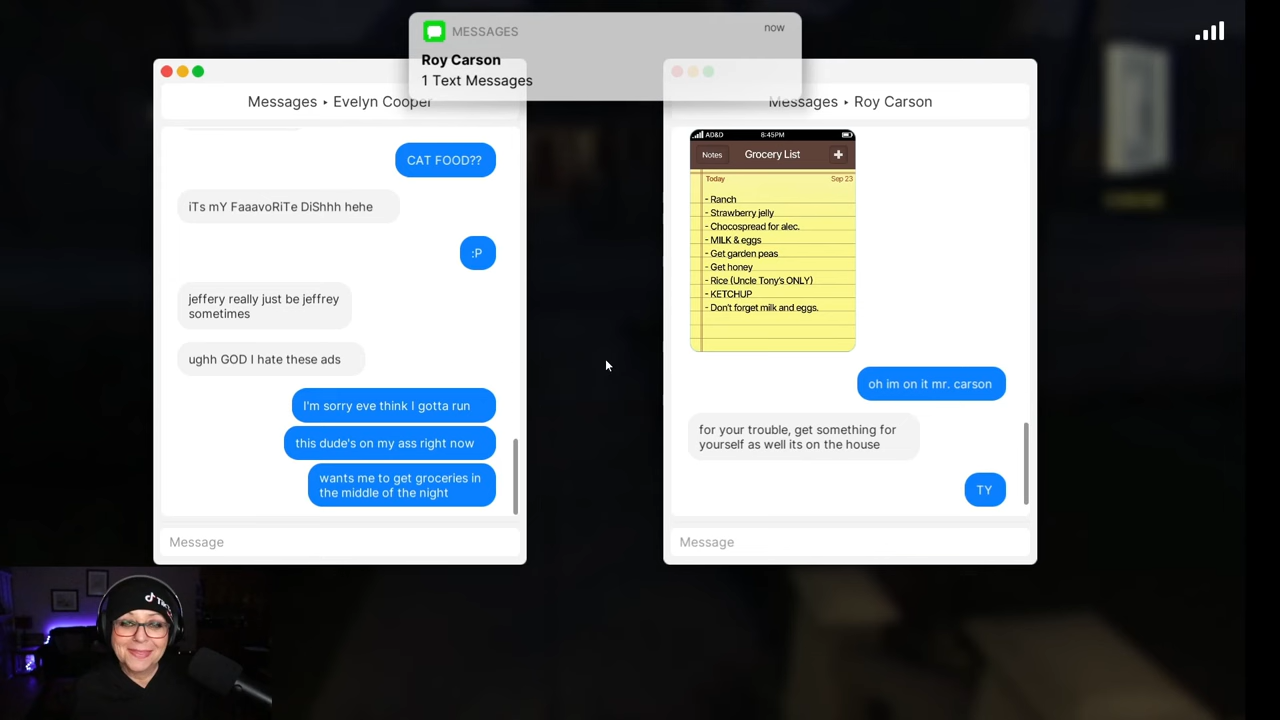 MESSAGES
now
Roy Carson
1 Text Messages
Messages ‣ Evelyn Cooper
CAT FOOD??
iTs mY FaaavoRiTe DiShhh hehe
:P
jeffery really just be jeffrey
sometimes
ughh GOD I hate these ads
I'm sorry eve think I gotta run
this dude's on my ass right now
wants me to get groceries in
the middle of the night
Message
Messages ‣ Roy Carson
AD&D
8:45PM
Notes
Grocery List
Today
Sep 23
- Ranch
- Strawberry jelly
- Chocospread for alec.
- MILK & eggs
- Get garden peas
- Get honey
- Rice (Uncle Tony's ONLY)
- KETCHUP
- Don't forget milk and eggs.
oh im on it mr. carson
for your trouble, get something for
yourself as well its on the house
TY
Message